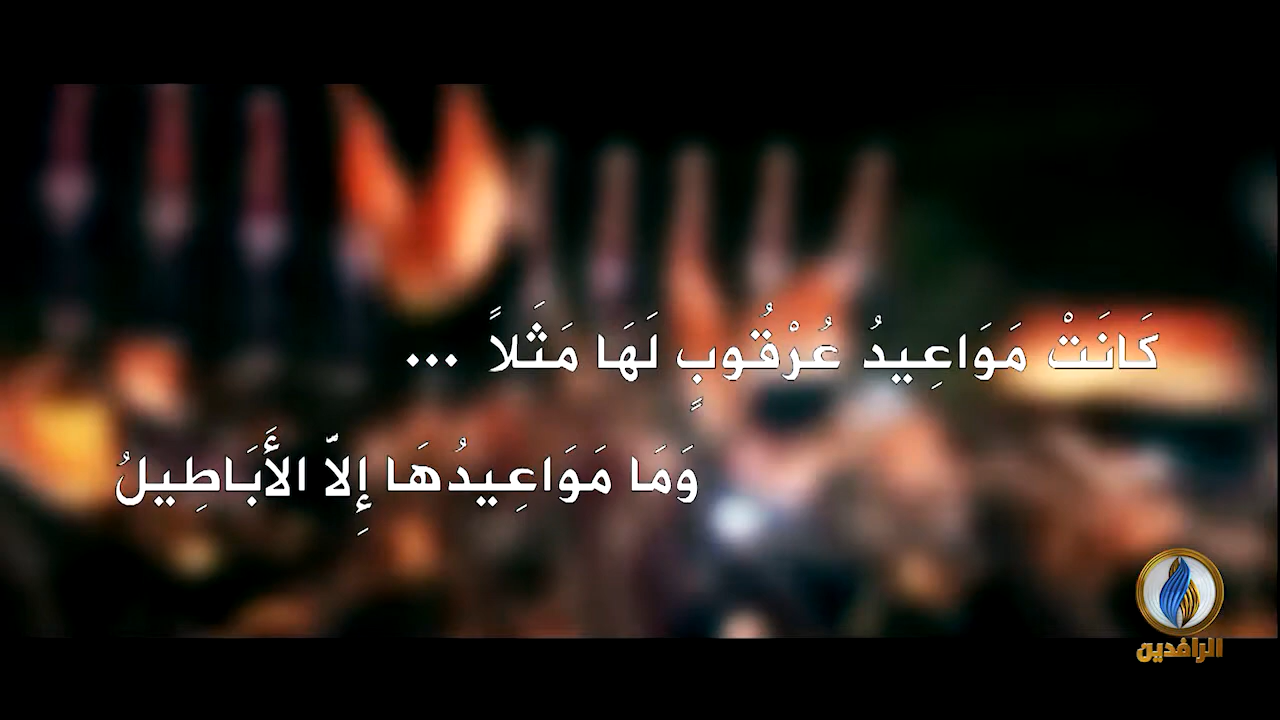 كَانَتْ مَوَاعِيدُ عُرْقُوبٍ لَهَا مَثَلاً ...
وَمَا مَوَاعِيدُهَا إِلاّ الأَبَاطِيلُ
الرافدين